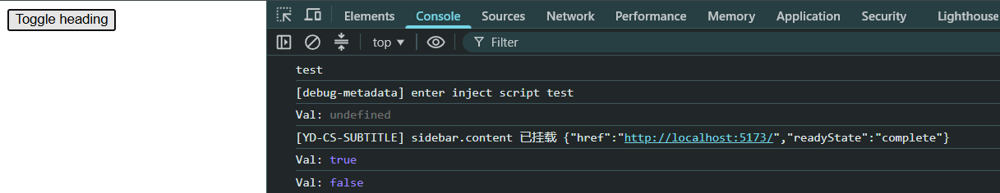 Toggle heading
Elements Console Sources Network Performance Memory Application Security Lighthouse
top ▼ Filter
test
[debug-metadata] enter inject script test
Val: undefined
[YD-CS-SUBTITLE] sidebar.content 已挂载 {"href":"http://localhost:5173/","readyState":"complete"}
Val: true
Val: false